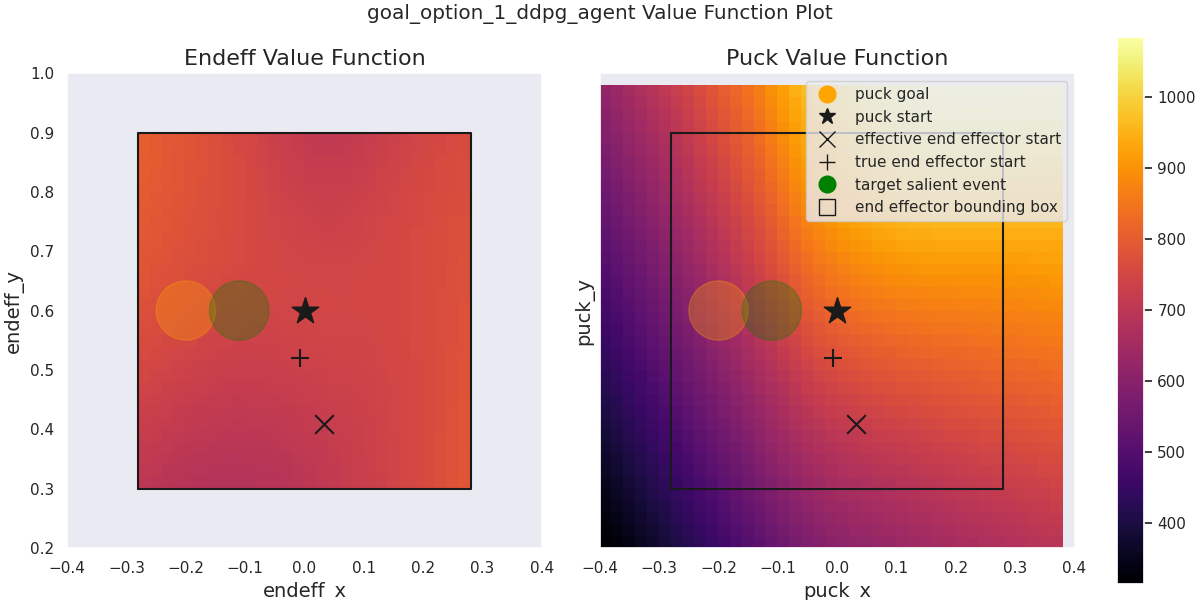 goal_option_1_ddpg_agent Value Function Plot
Endeff Value Function
1.0
0.9
0.8
0.7
0.6
0.5
0.4
0.3
0.2
endeff_y
−0.4 −0.3 −0.2 −0.1 0.0 0.1 0.2 0.3 0.4
endeff_x
Puck Value Function
puck goal
puck start
effective end effector start
true end effector start
target salient event
end effector bounding box
puck_y
−0.4 −0.3 −0.2 −0.1 0.0 0.1 0.2 0.3 0.4
puck_x
1000
900
800
700
600
500
400